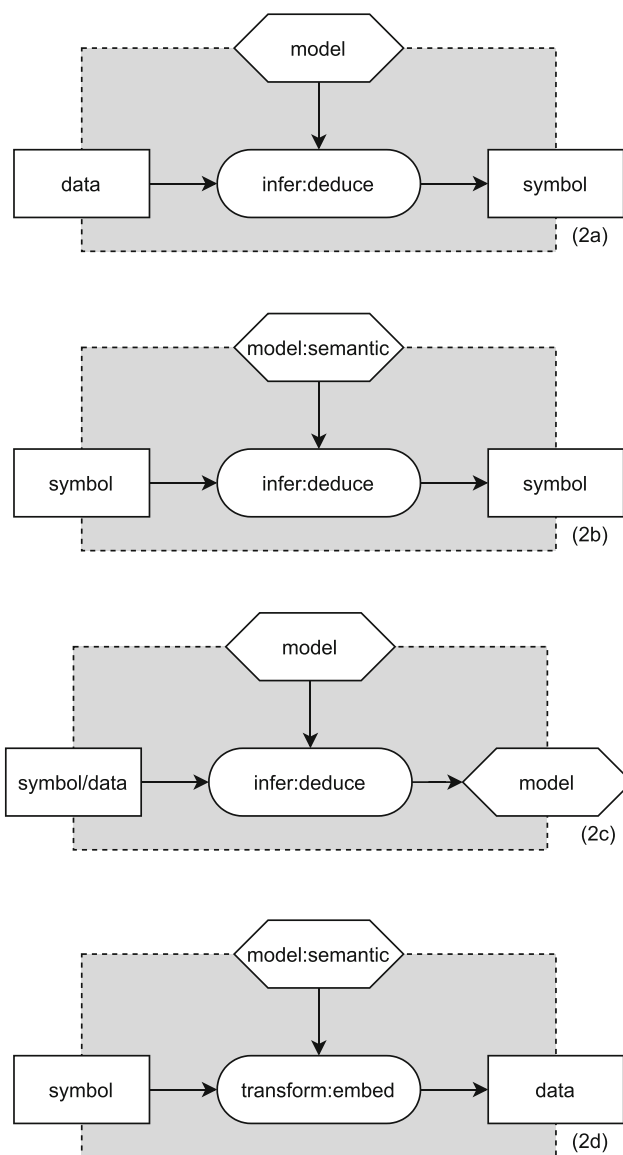 model
data
infer:deduce
symbol
(2a)
model:semantic
symbol
infer:deduce
symbol
(2b)
model
symbol/data
infer:deduce
model
(2c)
model:semantic
symbol
transform:embed
data
(2d)